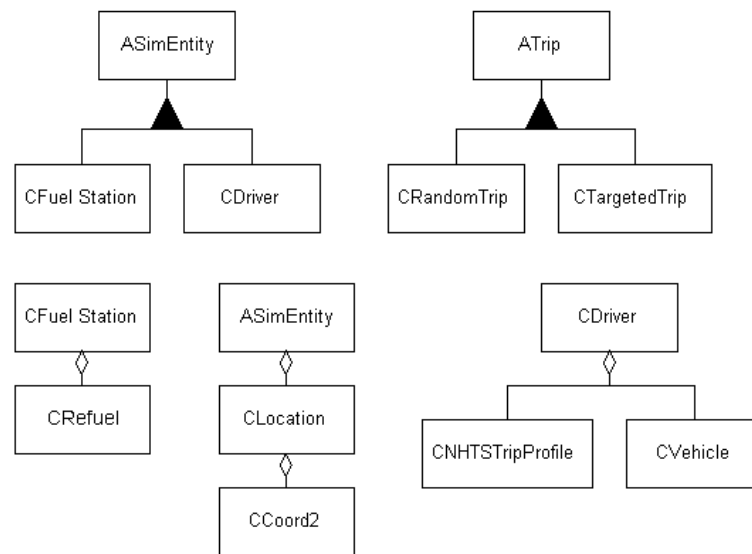 ASimEntity
ATrip
CFuel Station
CDriver
CRandomTrip
CTargetedTrip
CFuel Station
ASimEntity
CDriver
CRefuel
CLocation
CNHTSTripProfile
CVehicle
CCoord2